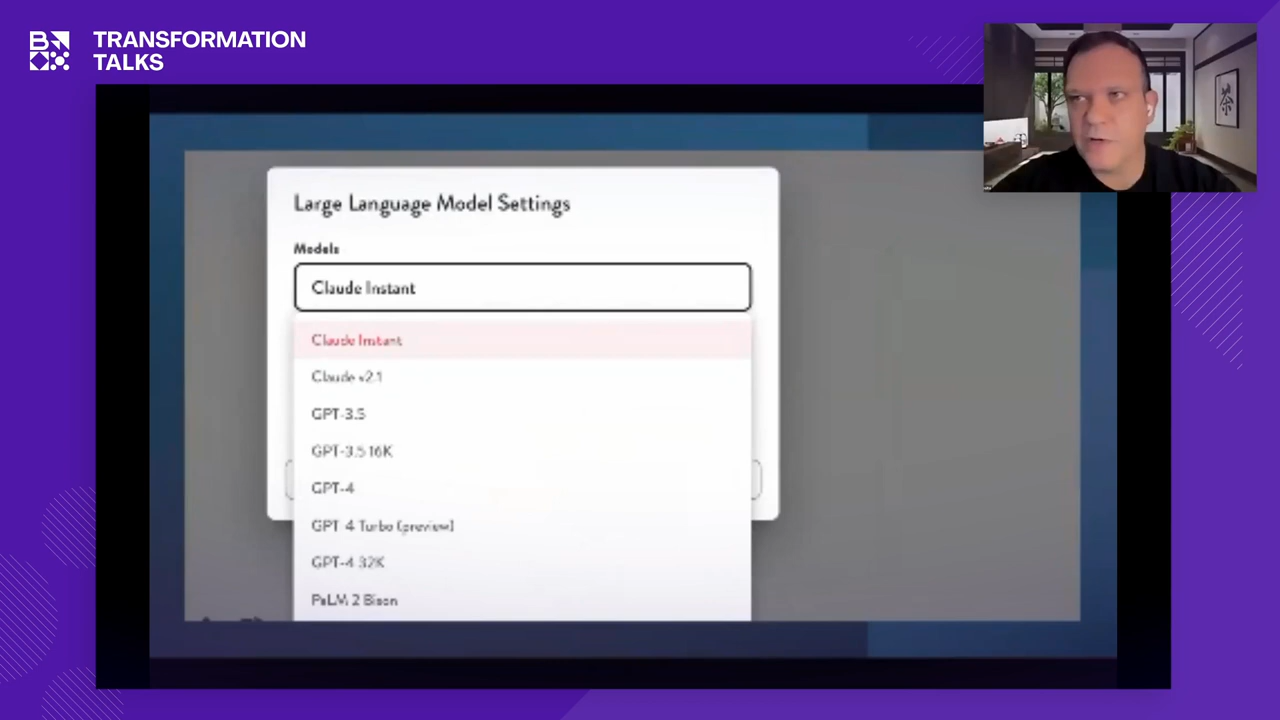 TRANSFORMATION
TALKS
Large Language Model Settings
Models
Claude Instant
Claude Instant
Claude v2.1
GPT-3.5
GPT-3.5 16K
GPT-4
GPT-4 Turbo (preview)
GPT-4 32K
PaLM 2 Bison
茶